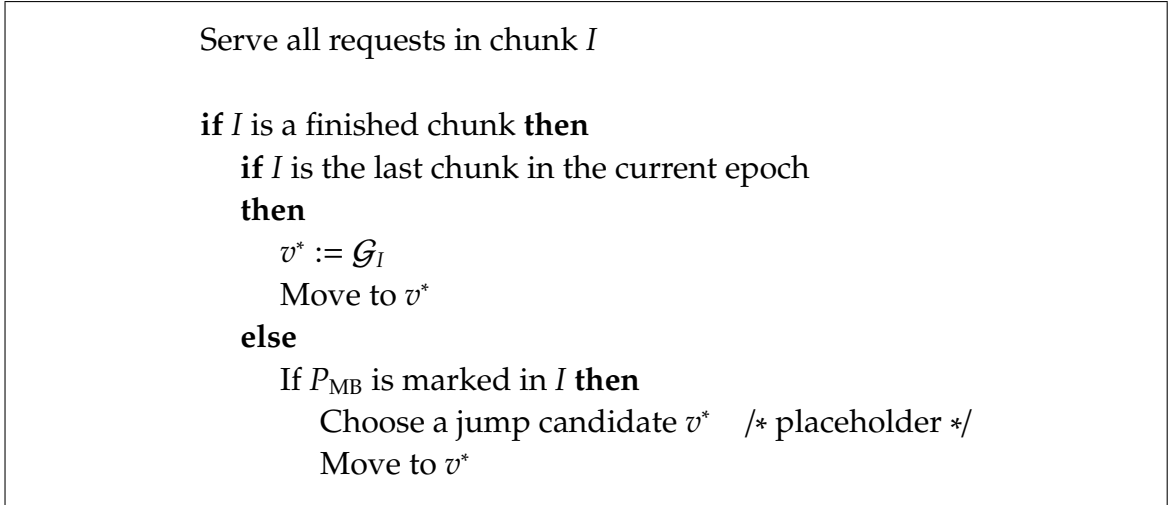 Serve all requests in chunk I
if I is a finished chunk then
if I is the last chunk in the current epoch
then
v* := 𝒢_I
Move to v*
else
If P_MB is marked in I then
Choose a jump candidate v* /* placeholder */
Move to v*